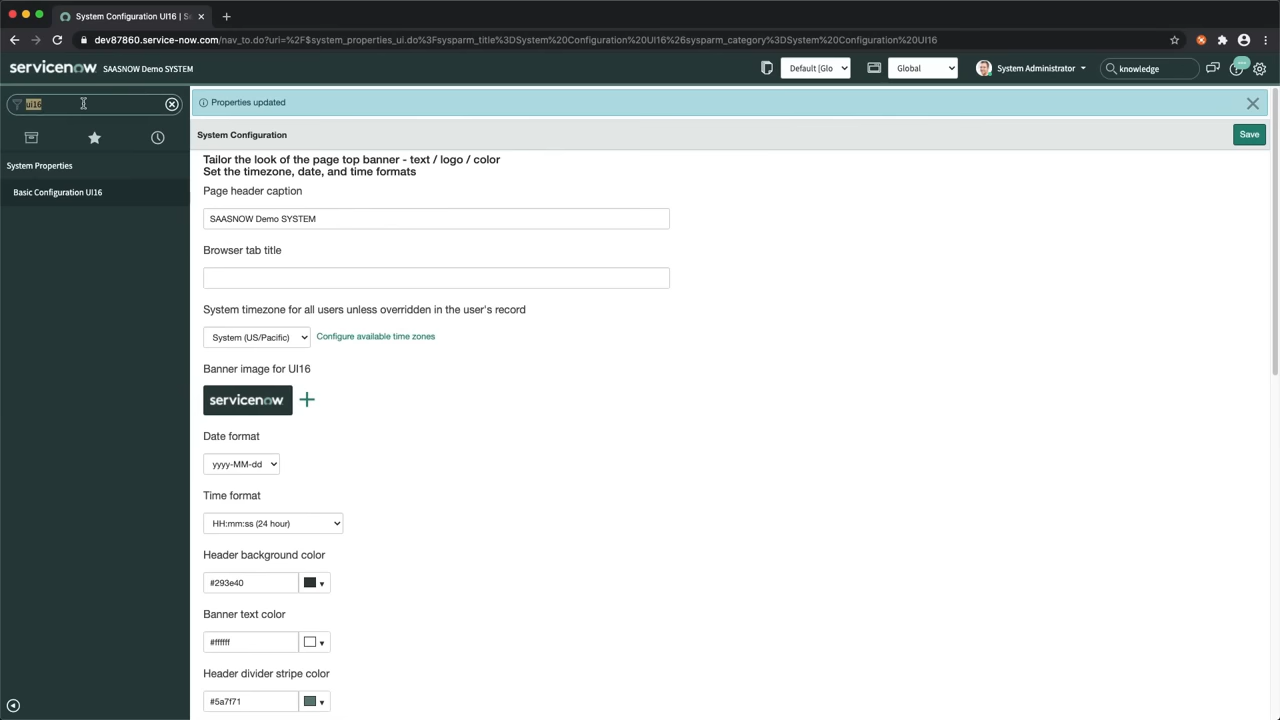 System Configuration UI16 | S
dev87860.service-now.com/nav_to.do?uri=%2F$system_properties_ui.do%3Fsysparm_title%3DSystem%20Configuration%20UI16%26sysparm_category%3DSystem%20Configuration%20UI16
servicenow SAASNOW Demo SYSTEM
Default [Glo
Global
System Administrator
knowledge
ui16
System Properties
Basic Configuration UI16
Properties updated
System Configuration
Save
Tailor the look of the page top banner - text / logo / color
Set the timezone, date, and time formats
Page header caption
SAASNOW Demo SYSTEM
Browser tab title
System timezone for all users unless overridden in the user's record
System (US/Pacific)
Configure available time zones
Banner image for UI16
servicenow
Date format
yyyy-MM-dd
Time format
HH:mm:ss (24 hour)
Header background color
#293e40
Banner text color
#ffffff
Header divider stripe color
#5a7f71